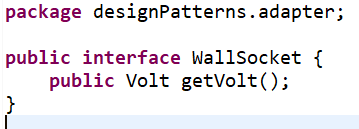 package designPatterns.adapter;
public interface WallSocket {
public Volt getVolt();
}